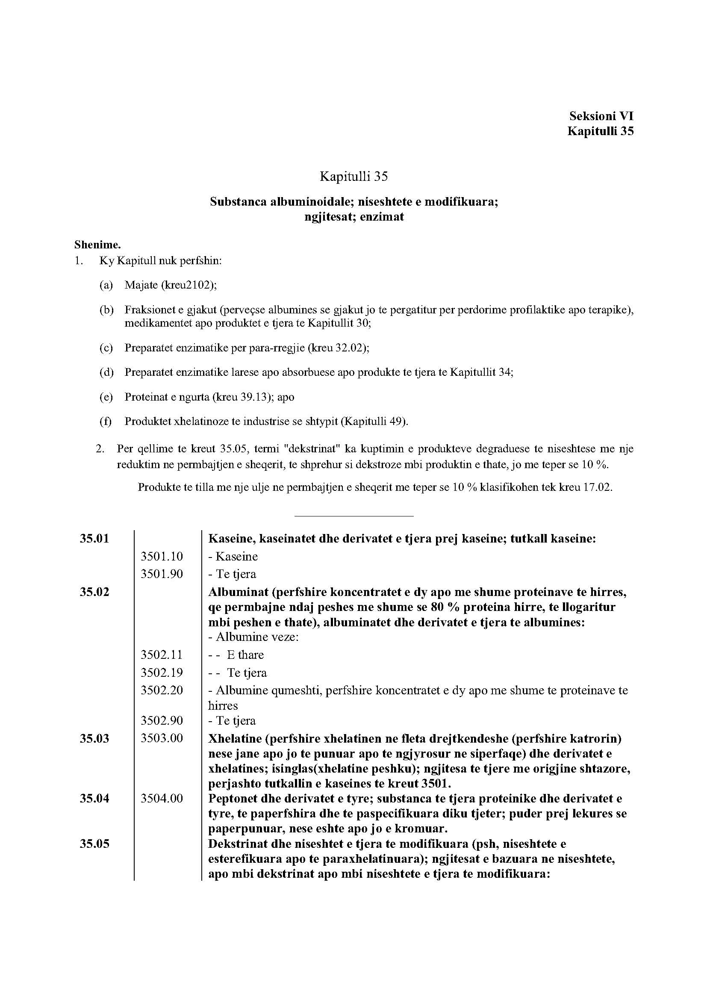 Seksioni VI
Kapitulli 35
Kapitulli 35
Substanca albuminoidale; niseshtete e modifikuara;
ngjitesat; enzimat
Shenime.
1. Ky Kapitull nuk perfshin:
(a) Majate (kreu2102);
(b) Fraksionet e gjakut (perveçse albumines se gjakut jo te pergatitur per perdorime profilaktike apo terapike),
medikamentet apo produktet e tjera te Kapitullit 30;
(c) Preparatet enzimatike per para-rregjie (kreu 32.02);
(d) Preparatet enzimatike larese apo absorbuese apo produkte te tjera te Kapitullit 34;
(e) Proteinat e ngurta (kreu 39.13); apo
(f) Produktet xhelatinoze te industrise se shtypit (Kapitulli 49).
2. Per qellime te kreut 35.05, termi "dekstrinat" ka kuptimin e produkteve degraduese te niseshtese me nje
reduktim ne permbajtjen e sheqerit, te shprehur si dekstroze mbi produktin e thate, jo me teper se 10 %.
Produkte te tilla me nje ulje ne permbajtjen e sheqerit me teper se 10 % klasifikohen tek kreu 17.02.
35.01 Kaseine, kaseinatet dhe derivatet e tjera prej kaseine; tutkall kaseine:
3501.10 - Kaseine
3501.90 - Te tjera
35.02 Albuminat (perfshire koncentratet e dy apo me shume proteinave te hirres,
qe permbajne ndaj peshes me shume se 80 % proteina hirre, te llogaritur
mbi peshen e thate), albuminatet dhe derivatet e tjera te albumines:
- Albumine veze:
3502.11 - - E thare
3502.19 - - Te tjera
3502.20 - Albumine qumeshti, perfshire koncentratet e dy apo me shume te proteinave te
hirres
3502.90 - Te tjera
35.03 3503.00 Xhelatine (perfshire xhelatinen ne fleta drejtkendeshe (perfshire katrorin)
nese jane apo jo te punuar apo te ngjyrosur ne siperfaqe) dhe derivatet e
xhelatines; isinglas(xhelatine peshku); ngjitesa te tjere me origjine shtazore,
perjashto tutkallin e kaseines te kreut 3501.
35.04 3504.00 Peptonet dhe derivatet e tyre; substanca te tjera proteinike dhe derivatet e
tyre, te paperfshira dhe te paspecifikuara diku tjeter; puder prej lekures se
paperpunuar, nese eshte apo jo e kromuar.
35.05 Dekstrinat dhe niseshtet e tjera te modifikuara (psh, niseshtete e
esterefikuara apo te paraxhelatinuara); ngjitesat e bazuara ne niseshtete,
apo mbi dekstrinat apo mbi niseshtete e tjera te modifikuara: